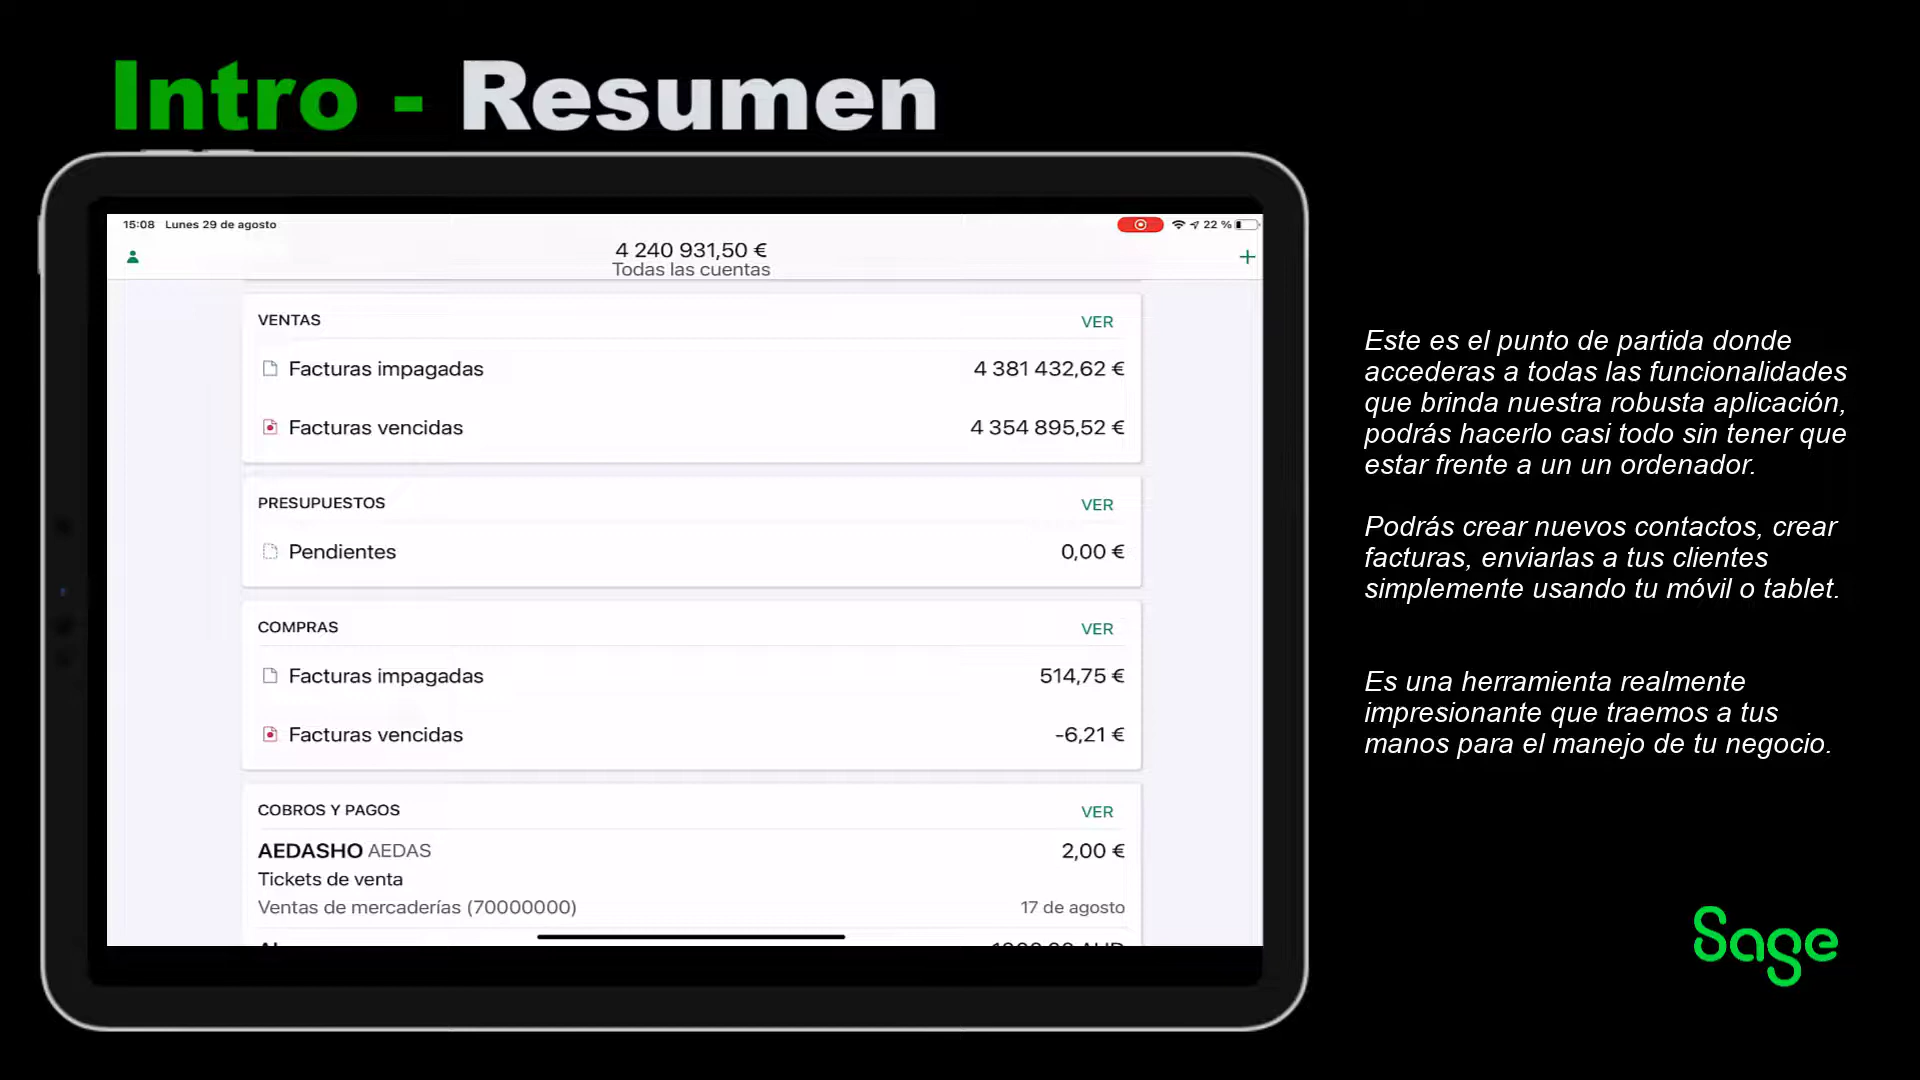 Intro - Resumen
15:08 Lunes 29 de agosto
22 %
4 240 931,50 €
Todas las cuentas
VENTAS VER
Facturas impagadas 4 381 432,62 €
Facturas vencidas 4 354 895,52 €
PRESUPUESTOS VER
Pendientes 0,00 €
COMPRAS VER
Facturas impagadas 514,75 €
Facturas vencidas -6,21 €
COBROS Y PAGOS VER
AEDASHO AEDAS 2,00 €
Tickets de venta
Ventas de mercaderías (70000000) 17 de agosto
Este es el punto de partida donde
accederas a todas las funcionalidades
que brinda nuestra robusta aplicación,
podrás hacerlo casi todo sin tener que
estar frente a un un ordenador.
Podrás crear nuevos contactos, crear
facturas, enviarlas a tus clientes
simplemente usando tu móvil o tablet.
Es una herramienta realmente
impresionante que traemos a tus
manos para el manejo de tu negocio.
Sage